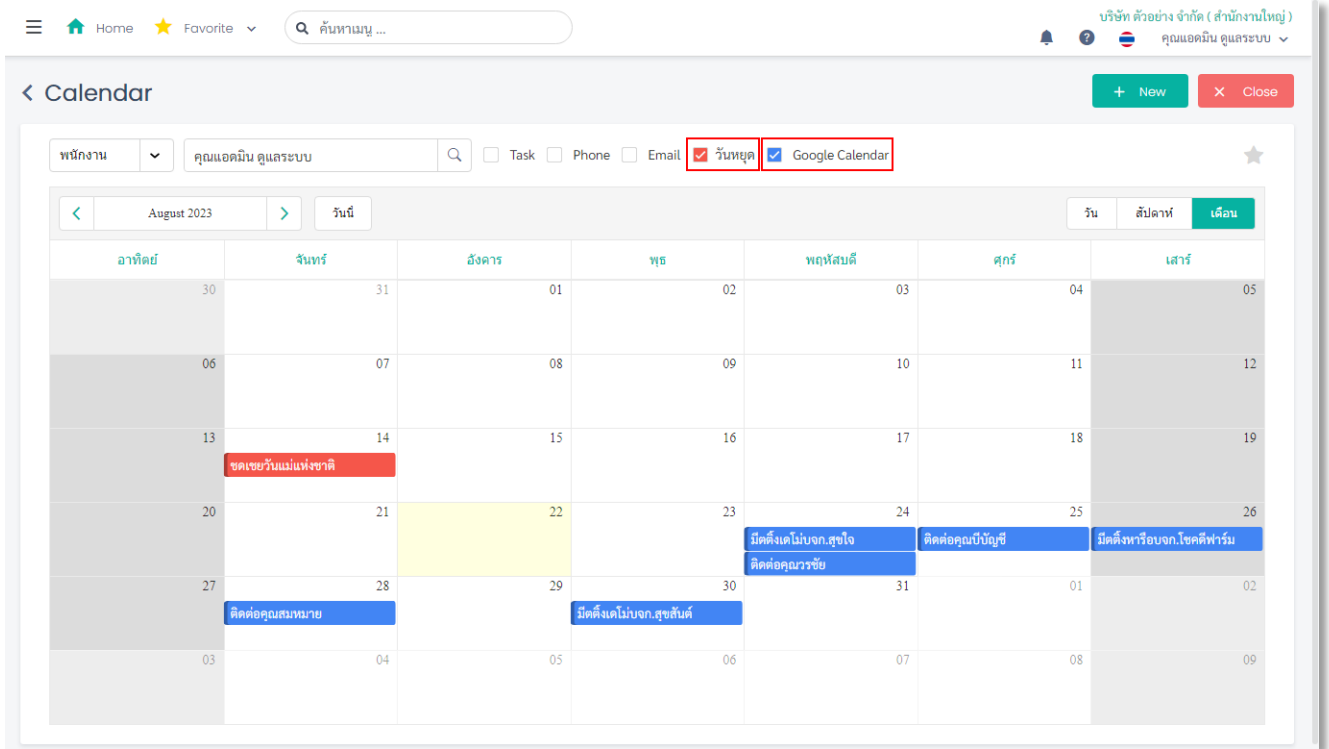 Home Favorite ค้นหาเมนู ...
บริษัท ตัวอย่าง จำกัด ( สำนักงานใหญ่ )
คุณแอดมิน ดูแลระบบ
Calendar
+ New × Close
พนักงาน คุณแอดมิน ดูแลระบบ Task Phone Email วันหยุด Google Calendar
August 2023 วันนี้ วัน สัปดาห์ เดือน
อาทิตย์ จันทร์ อังคาร พุธ พฤหัสบดี ศุกร์ เสาร์
30 31 01 02 03 04 05
06 07 08 09 10 11 12
13 14 15 16 17 18 19
ชดเชยวันแม่แห่งชาติ
20 21 22 23 24 25 26
มีตติ้งเดโม่บจก.สุขใจ ติดต่อคุณบีบัญชี มีตติ้งหารือบจก.โชคดีฟาร์ม
ติดต่อคุณวรชัย
27 28 29 30 31 01 02
ติดต่อคุณสมหมาย มีตติ้งเดโม่บจก.สุขสันต์
03 04 05 06 07 08 09